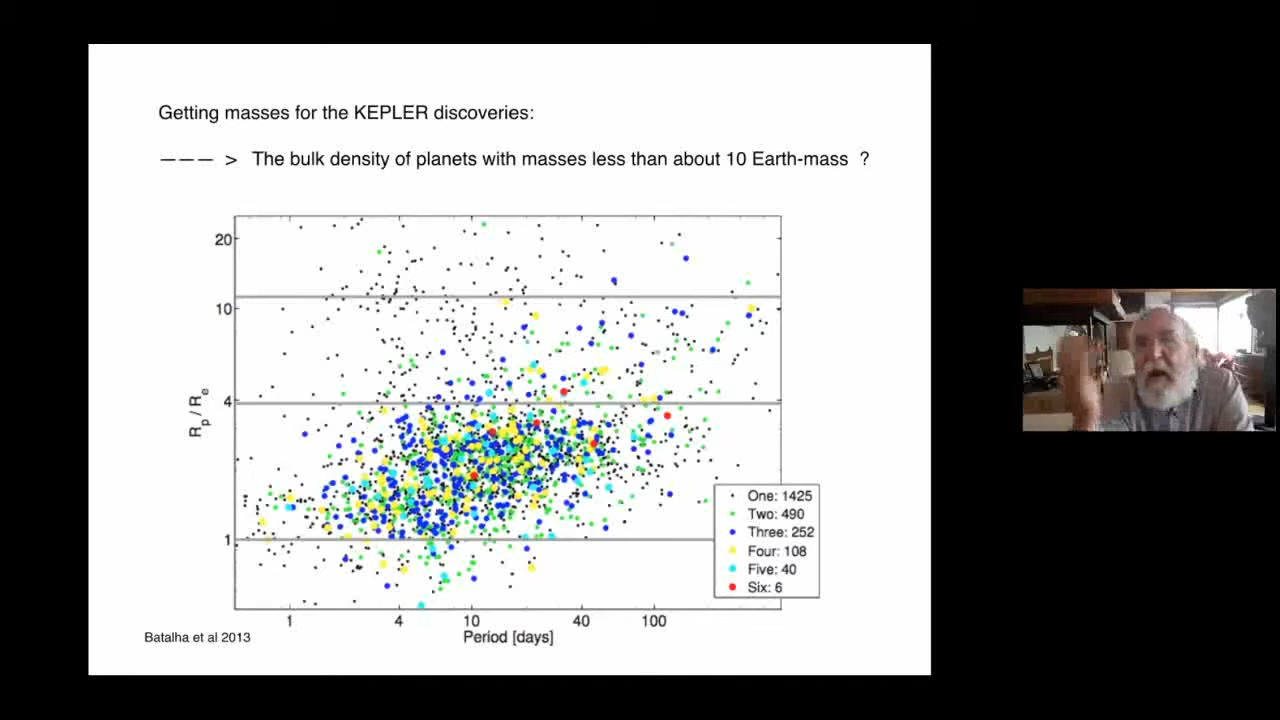 Getting masses for the KEPLER discoveries:
——— > The bulk density of planets with masses less than about 10 Earth-mass ?
20
10
4
1
Rp / Re
One: 1425
Two: 490
Three: 252
Four: 108
Five: 40
Six: 6
1 4 10 40 100
Period [days]
Batalha et al 2013